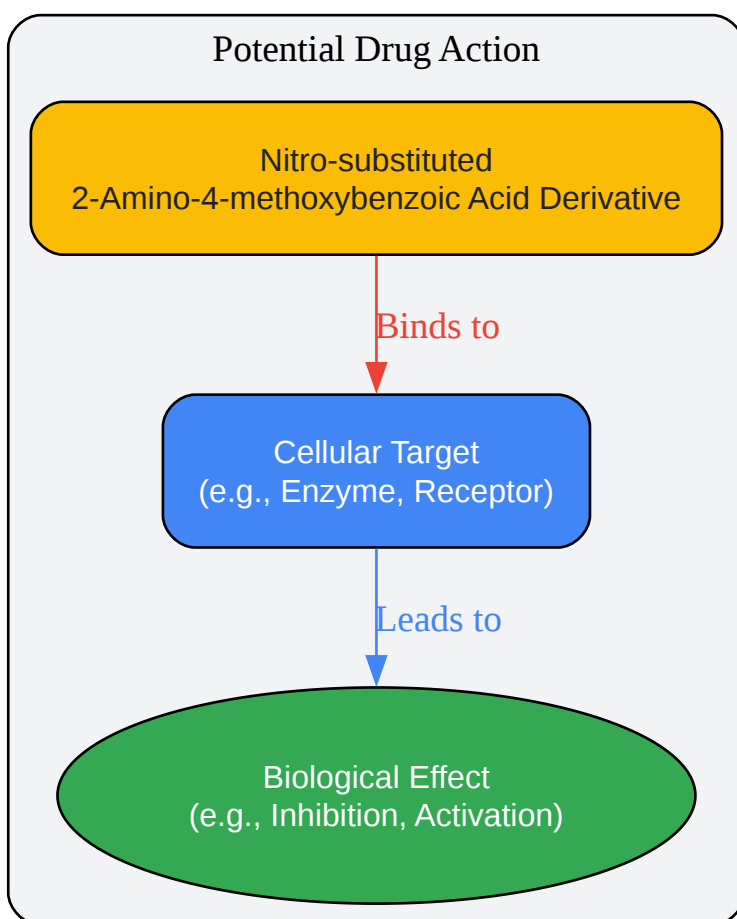 Potential Drug Action
Nitro-substituted
2-Amino-4-methoxybenzoic Acid Derivative
Binds to
Cellular Target
(e.g., Enzyme, Receptor)
Leads to
Biological Effect
(e.g., Inhibition, Activation)